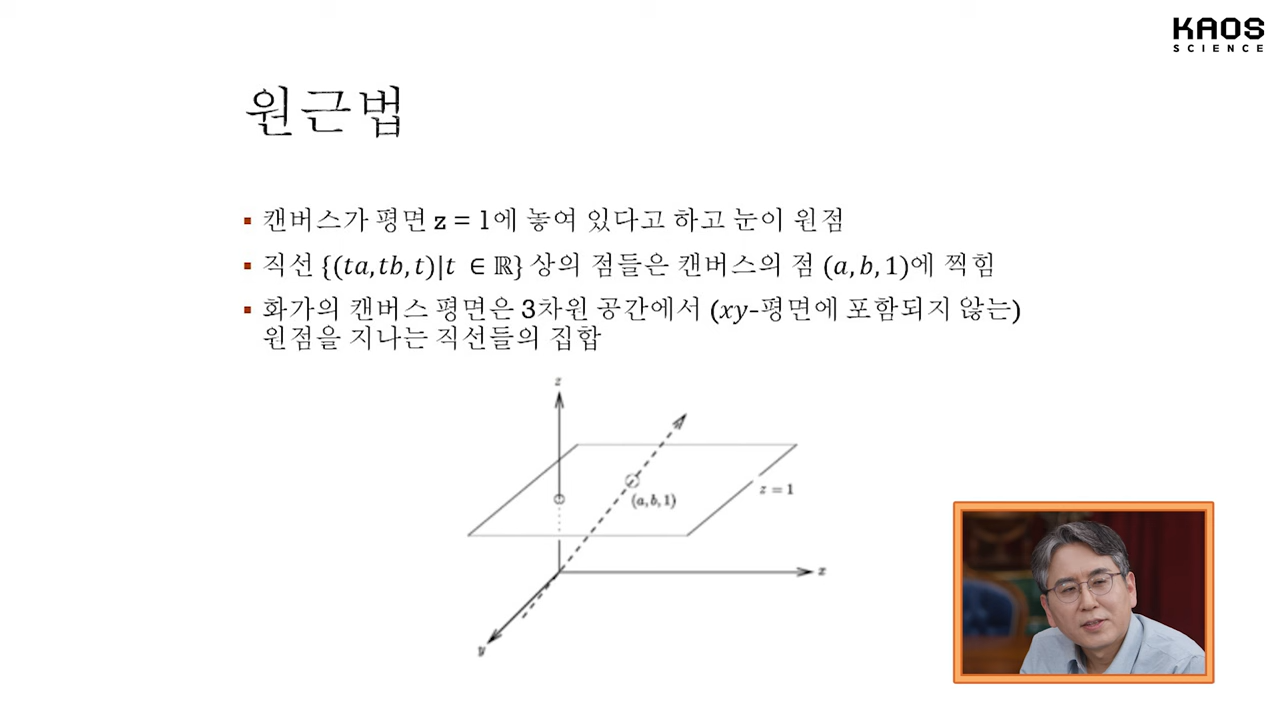 KAOS
SCIENCE
원근법
▪ 캔버스가 평면 z = 1에 놓여 있다고 하고 눈이 원점
▪ 직선 {(ta, tb, t)|t ∈ ℝ} 상의 점들은 캔버스의 점 (a, b, 1)에 찍힘
▪ 화가의 캔버스 평면은 3차원 공간에서 (xy-평면에 포함되지 않는)
원점을 지나는 직선들의 집합
z
z = 1
(a, b, 1)
x
y